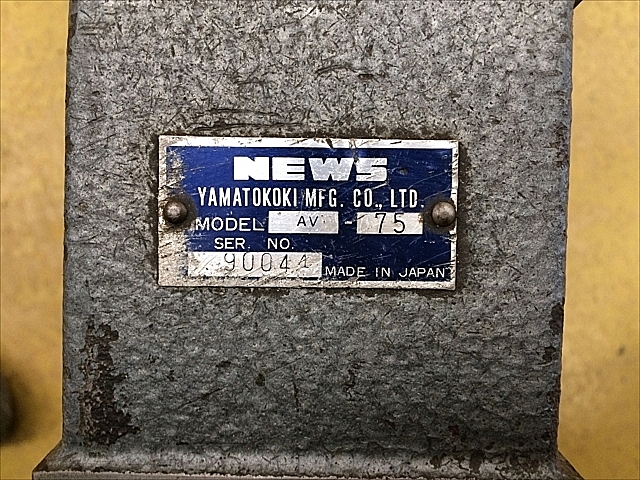 NEWS
YAMATOKOKI MFG. CO., LTD.
MODEL AV - 75
SER. NO.
90044
MADE IN JAPAN